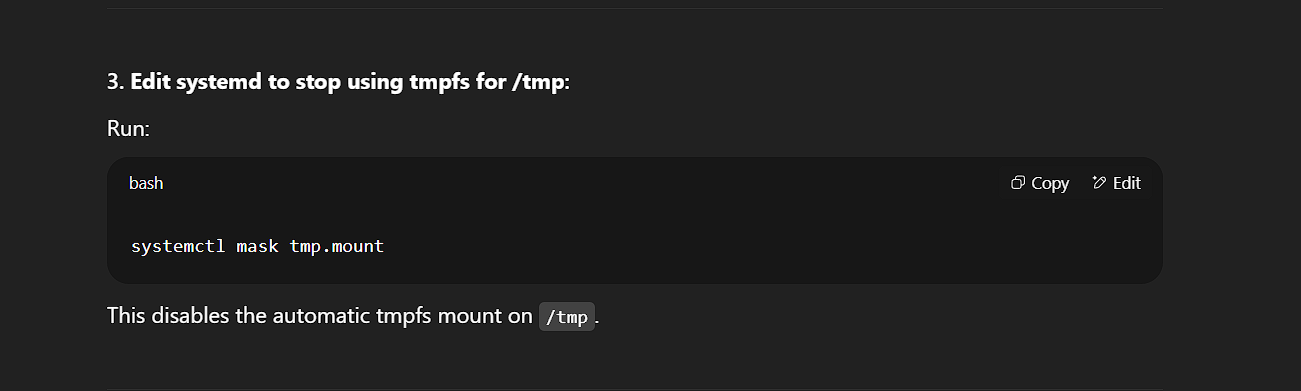 3. Edit systemd to stop using tmpfs for /tmp:
Run:
bash
Copy
Edit
systemctl mask tmp.mount
This disables the automatic tmpfs mount on /tmp.